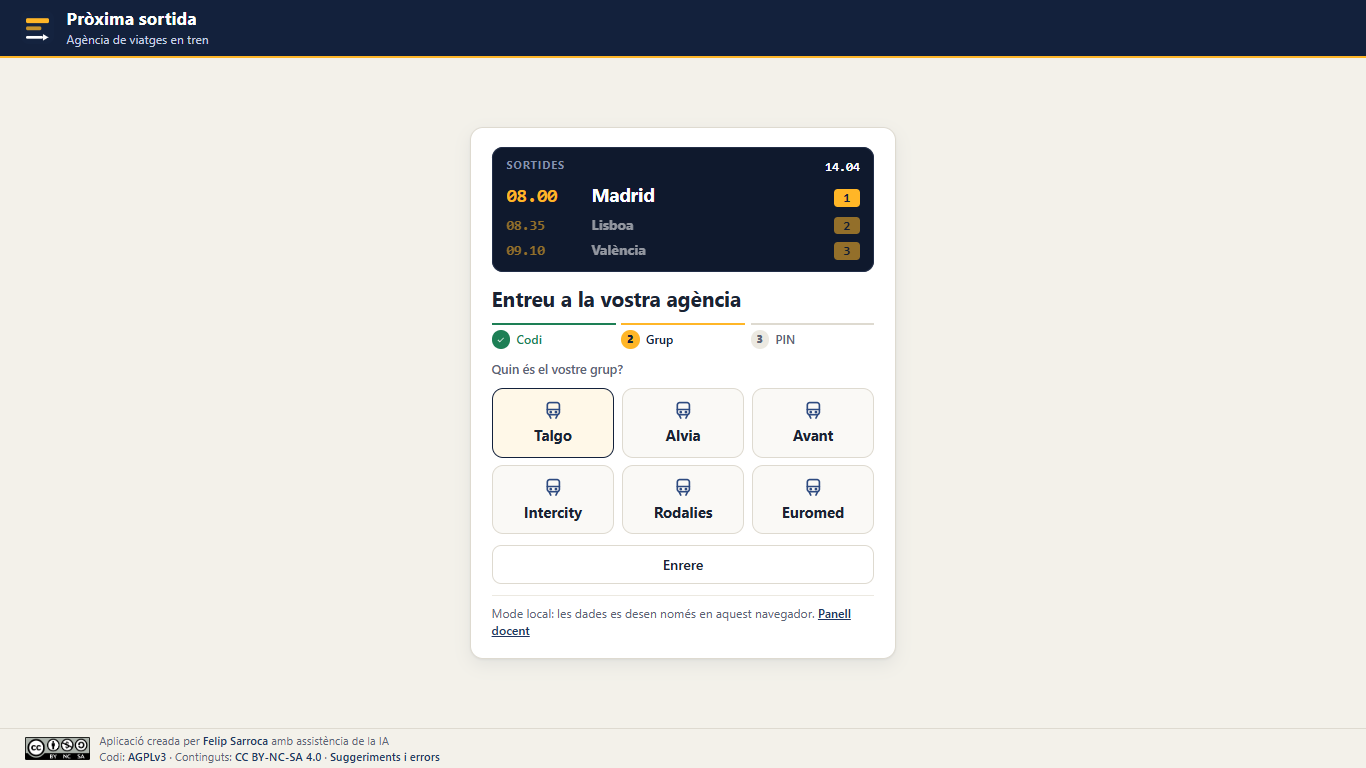 Pròxima sortida
Agència de viatges en tren
SORTIDES 14.04
08.00 Madrid 1
08.35 Lisboa 2
09.10 València 3
Entreu a la vostra agència
Codi 2 Grup 3 PIN
Quin és el vostre grup?
Talgo Alvia Avant
Intercity Rodalies Euromed
Enrere
Mode local: les dades es desen només en aquest navegador. Panell
docent
Aplicació creada per Felip Sarroca amb assistència de la IA
Codi: AGPLv3 · Continguts: CC BY-NC-SA 4.0 · Suggeriments i errors
cc BY NC SA